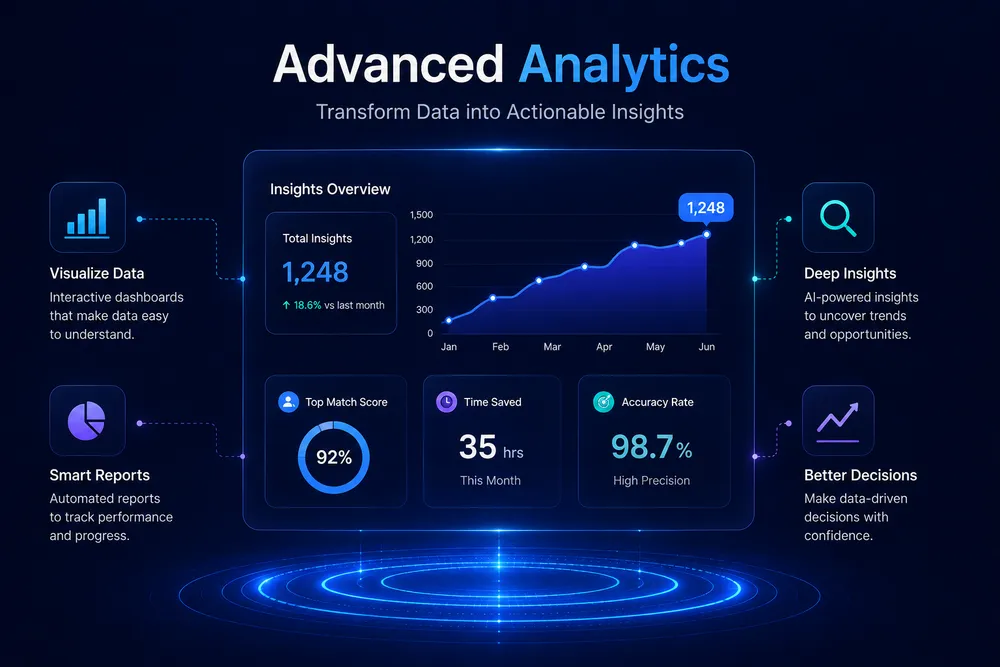 Advanced Analytics
Transform Data into Actionable Insights
Visualize Data
Interactive dashboards
that make data easy
to understand.
Smart Reports
Automated reports
to track performance
and progress.
Insights Overview
Total Insights
1,248
↑ 18.6% vs last month
1,500
1,200
900
600
300
0
Jan Feb Mar Apr May Jun
1,248
Top Match Score
92%
Time Saved
35 hrs
This Month
Accuracy Rate
98.7%
High Precision
Deep Insights
AI-powered insights
to uncover trends
and opportunities.
Better Decisions
Make data-driven
decisions with
confidence.